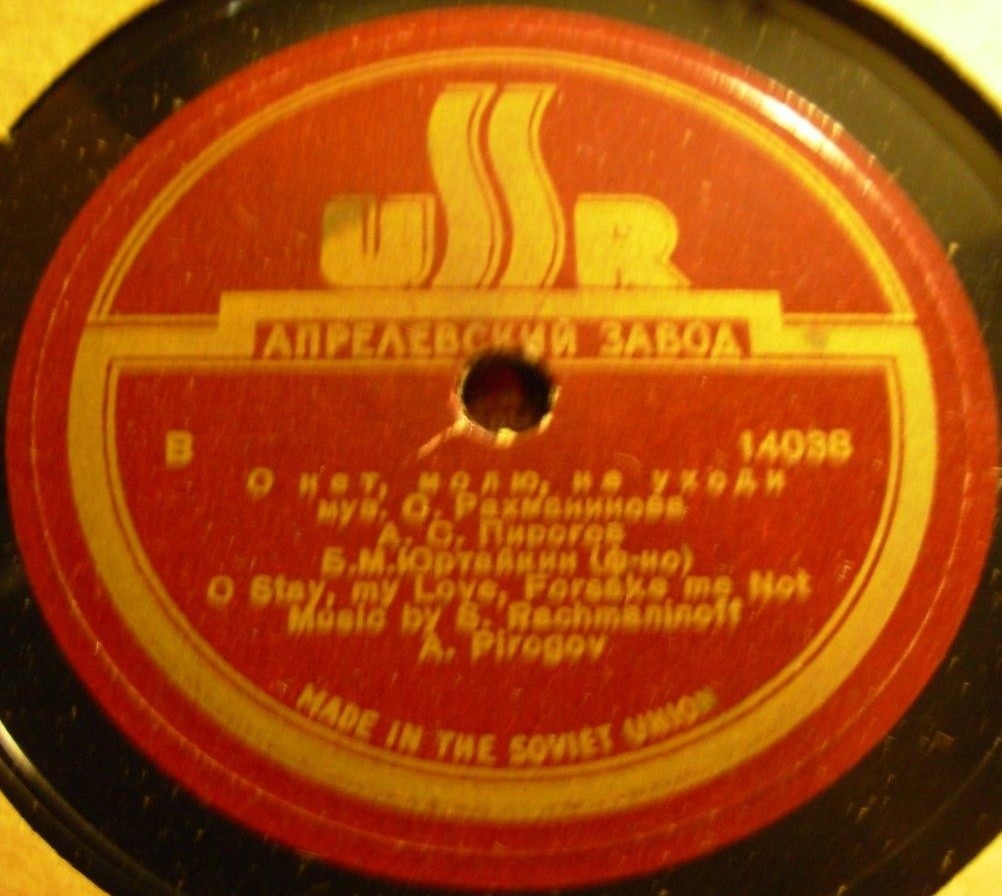 USSR
АПРЕЛЕВСКИЙ ЗАВОД
В 14038
О нет, молю, не уходи
муз. С. Рахманинова
А. С. Пирогов
Б.М.Юртайкин (ф-но)
O Stay, my Love, Forsake me Not
Music by S. Rachmaninoff
A. Pirogov
MADE IN THE SOVIET UNION